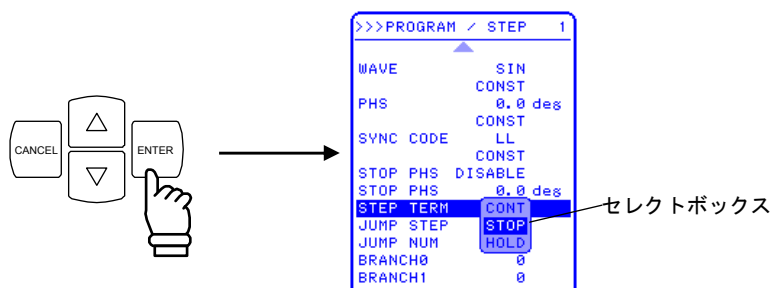 >>>PROGRAM / STEP 1
WAVE SIN
CONST
PHS 0.0 deg
CONST
SYNC CODE LL
CONST
STOP PHS DISABLE
STOP PHS 0.0 deg
STEP TERM CONT
JUMP STEP STOP
JUMP NUM HOLD
BRANCH0 0
BRANCH1 0
CANCEL
ENTER
セレクトボックス